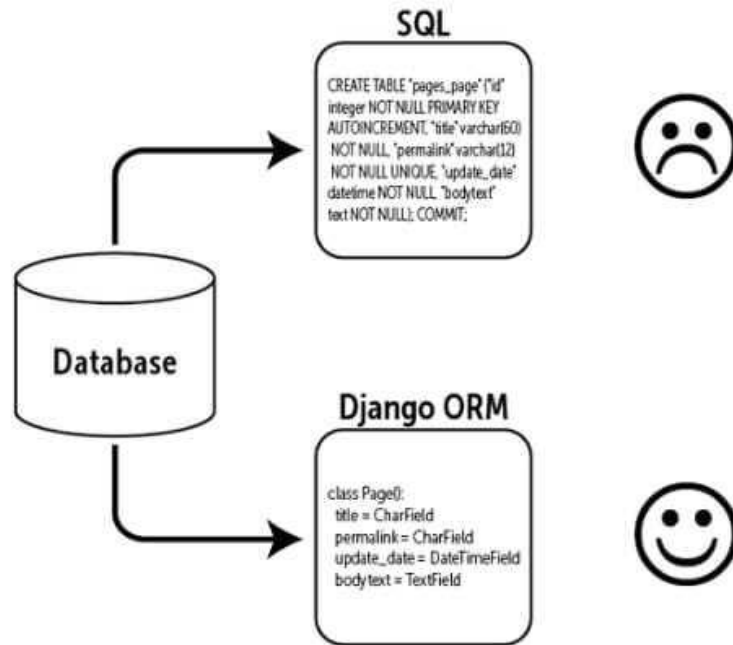 SQL
CREATE TABLE "pages_page" ("id"
integer NOT NULL PRIMARY KEY
AUTOINCREMENT, "title" varchar(60)
NOT NULL, "permalink" varchar(12)
NOT NULL UNIQUE, "update_date"
datetime NOT NULL, "bodytext"
text NOT NULL); COMMIT;
Database
Django ORM
class Page():
title = CharField
permalink = CharField
update_date = DateTimeField
bodytext = TextField